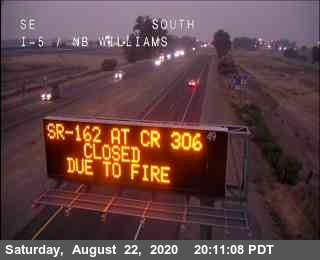 SE SOUTH
I-5 / NB WILLIAMS
SR-162 AT CR 306
CLOSED
DUE TO FIRE
Saturday, August 22, 2020 20:11:08 PDT